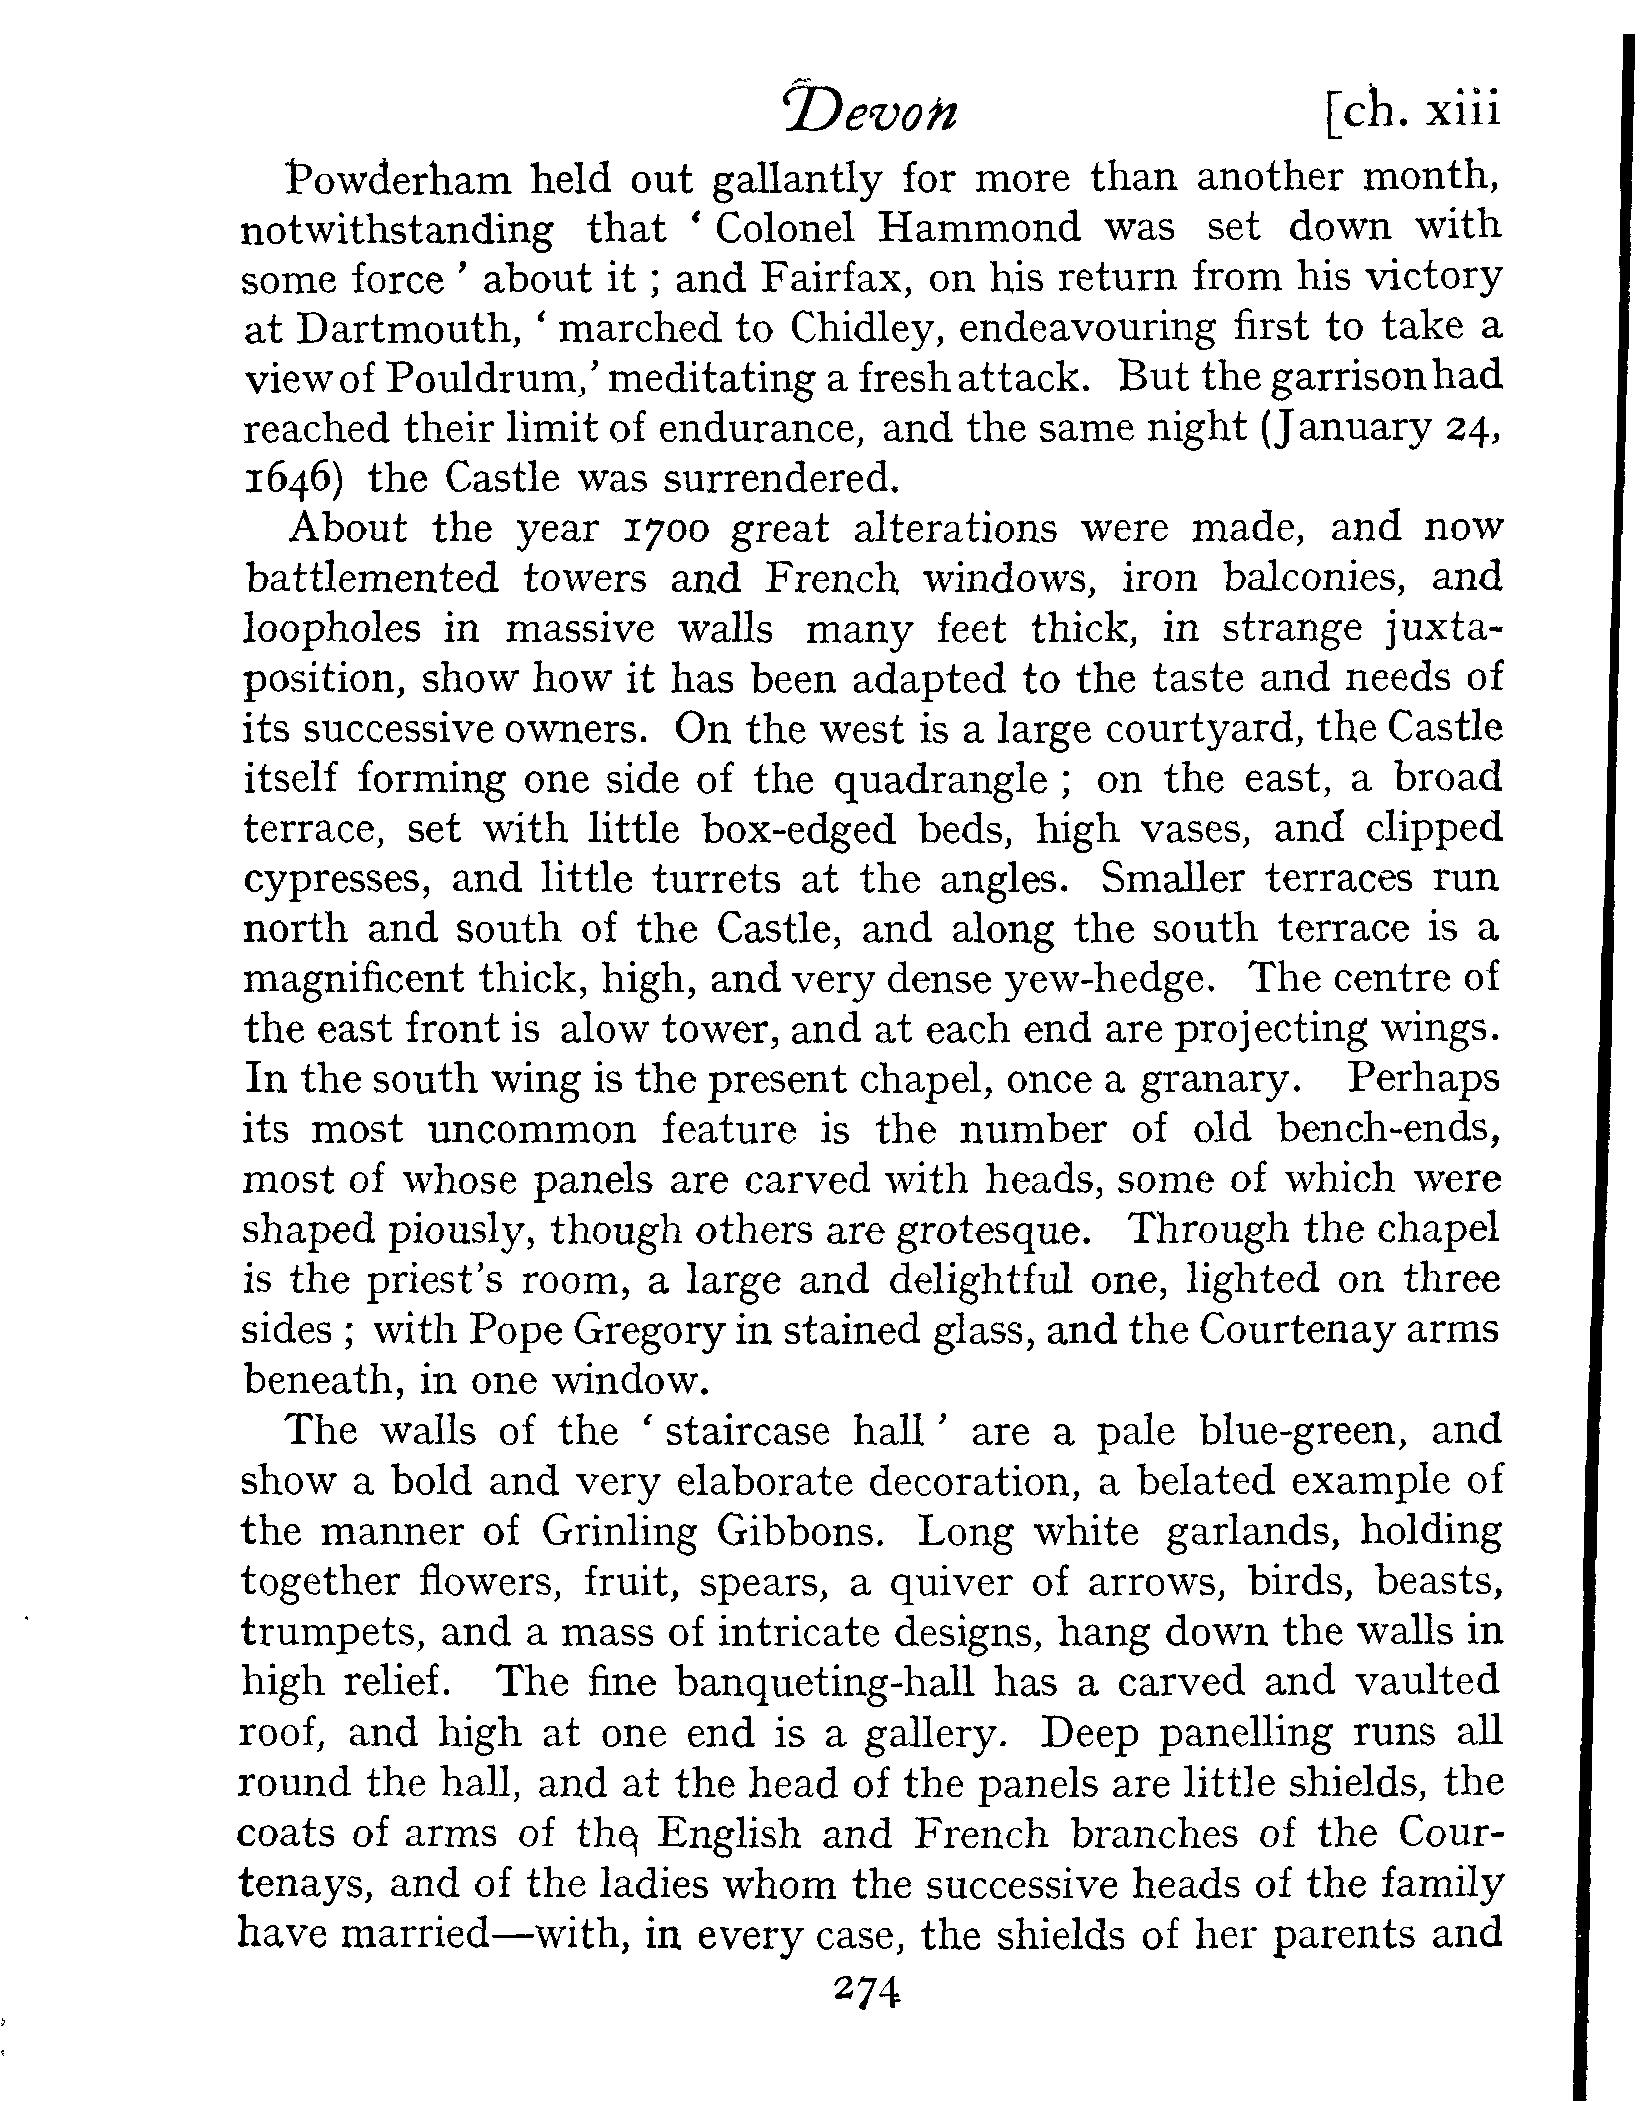 Devon [ch. xiii
Powderham held out gallantly for more than another month,
notwithstanding that ‘ Colonel Hammond was set down with
some force ’ about it ; and Fairfax, on his return from his victory
at Dartmouth, ‘ marched to Chidley, endeavouring first to take a
view of Pouldrum,’ meditating a fresh attack. But the garrison had
reached their limit of endurance, and the same night (January 24,
1646) the Castle was surrendered.
About the year 1700 great alterations were made, and now
battlemented towers and French windows, iron balconies, and
loopholes in massive walls many feet thick, in strange juxta-
position, show how it has been adapted to the taste and needs of
its successive owners. On the west is a large courtyard, the Castle
itself forming one side of the quadrangle ; on the east, a broad
terrace, set with little box-edged beds, high vases, and clipped
cypresses, and little turrets at the angles. Smaller terraces run
north and south of the Castle, and along the south terrace is a
magnificent thick, high, and very dense yew-hedge. The centre of
the east front is alow tower, and at each end are projecting wings.
In the south wing is the present chapel, once a granary. Perhaps
its most uncommon feature is the number of old bench-ends,
most of whose panels are carved with heads, some of which were
shaped piously, though others are grotesque. Through the chapel
is the priest's room, a large and delightful one, lighted on three
sides ; with Pope Gregory in stained glass, and the Courtenay arms
beneath, in one window.
The walls of the ‘ staircase hall ’ are a pale blue-green, and
show a bold and very elaborate decoration, a belated example of
the manner of Grinling Gibbons. Long white garlands, holding
together flowers, fruit, spears, a quiver of arrows, birds, beasts,
trumpets, and a mass of intricate designs, hang down the walls in
high relief. The fine banqueting-hall has a carved and vaulted
roof, and high at one end is a gallery. Deep panelling runs all
round the hall, and at the head of the panels are little shields, the
coats of arms of the English and French branches of the Cour-
tenays, and of the ladies whom the successive heads of the family
have married—with, in every case, the shields of her parents and
274